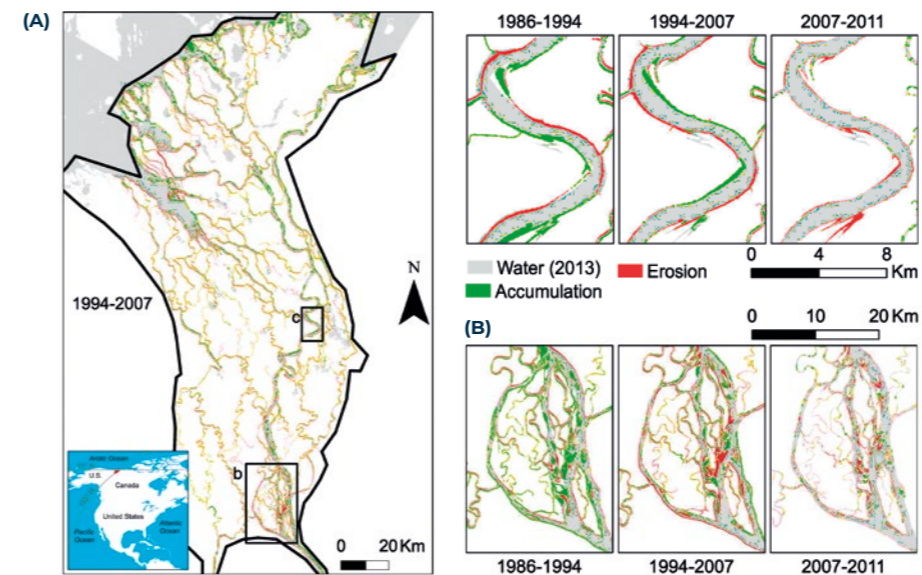 (A)
1994-2007
N
c
b
Arctic Ocean
U.S.
Canada
United States
Pacific
Ocean
Atlantic
Ocean
0 20 Km
1986-1994 1994-2007 2007-2011
Water (2013) Erosion
Accumulation
0 4 8
Km
(B)
0 10 20 Km
1986-1994 1994-2007 2007-2011